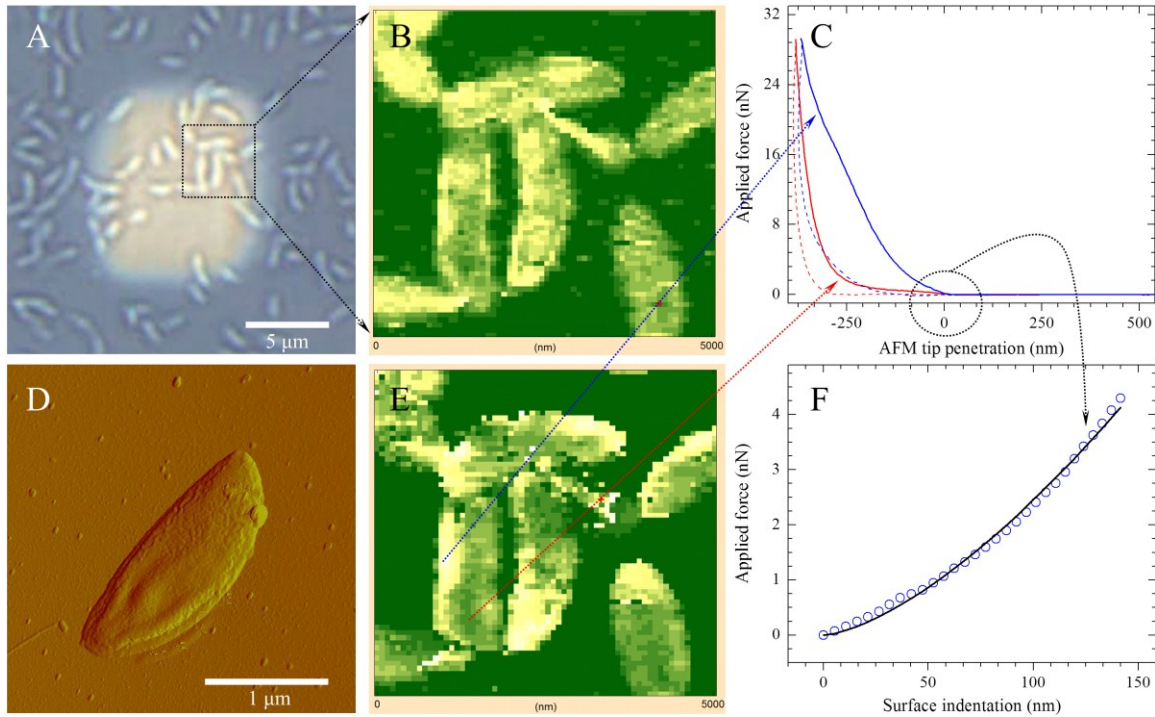 A
5 μm
B
(nm)
5000
C
Applied force (nN)
32
24
16
8
0
-250
0
250
500
AFM tip penetration (nm)
D
1 μm
E
0
(nm)
5000
F
Applied force (nN)
4
3
2
1
0
0
50
100
150
Surface indentation (nm)